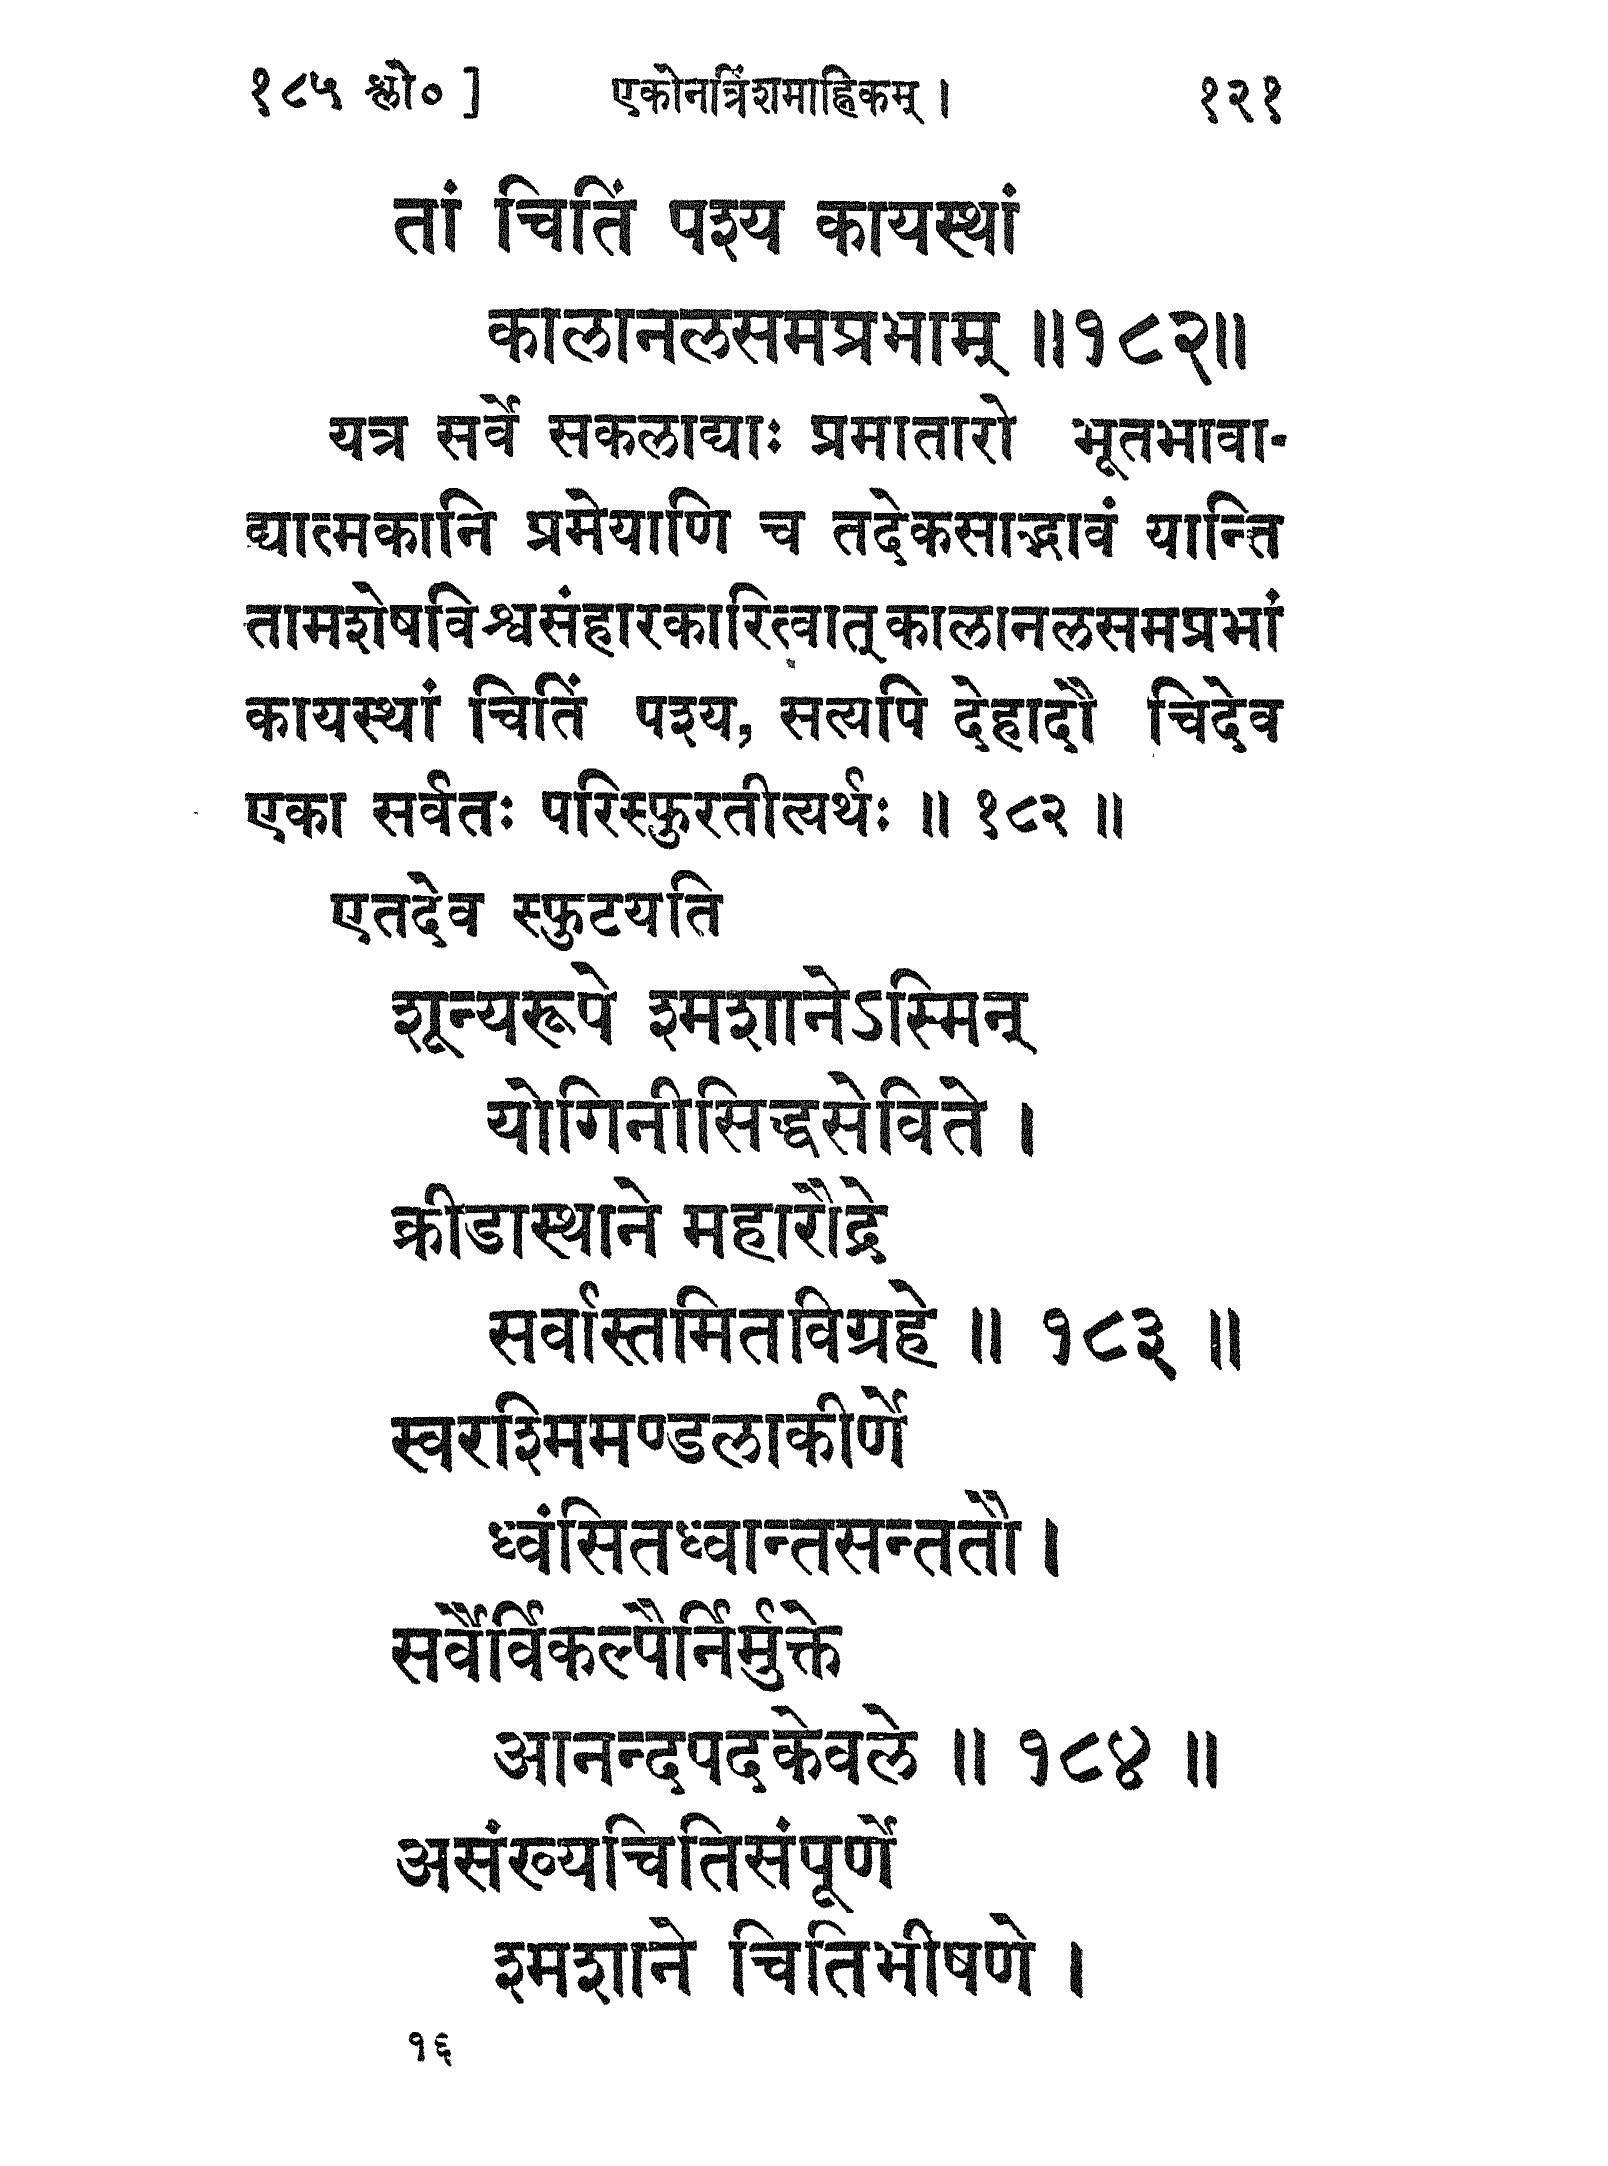 १८५ श्लो० ] एकोनत्रिंशमाह्निकम् । १२१
तां चितिं पश्य कायस्थां
कालानलसमप्रभाम् ॥१८२॥
यत्र सर्वे सकलाद्याः प्रमातारो भूतभावा-
द्यात्मकानि प्रमेयाणि च तदेकसाद्भावं यान्ति
तामशेषविश्वसंहारकारित्वात्कालानलसमप्रभां
कायस्थां चितिं पश्य, सत्यपि देहादौ चिदेव
एका सर्वतः परिस्फुरतीत्यर्थः ॥ १८२ ॥
एतदेव स्फुटयति
शून्यरूपे श्मशानेऽस्मिन्
योगिनीसिद्धसेविते ।
क्रीडास्थाने महारौद्रे
सर्वास्तमितविग्रहे ॥ १८३ ॥
स्वरश्मिमण्डलाकीर्णे
ध्वंसितध्वान्तसन्ततौ ।
सर्वैर्विकल्पैर्निर्मुक्ते
आनन्दपदकेवले ॥ १८४ ॥
असंख्यचितिसंपूर्णे
श्मशाने चितिभीषणे ।
१६